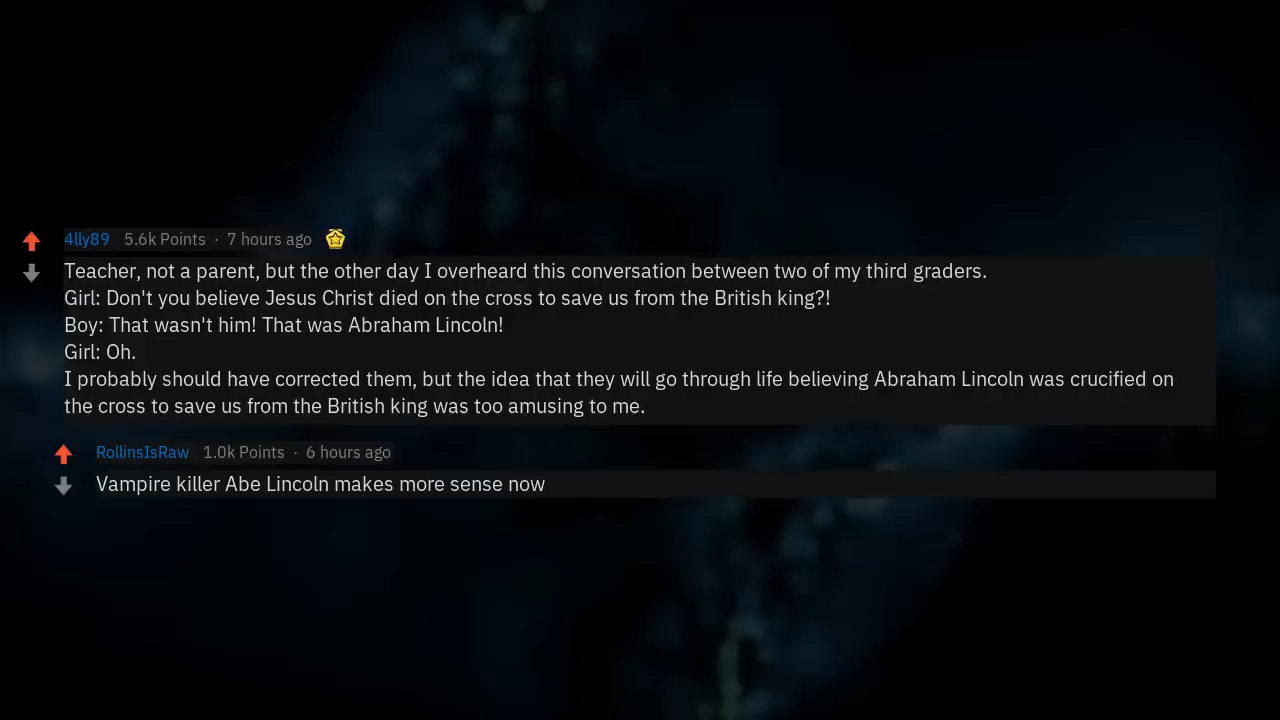 4lly89 5.6k Points · 7 hours ago
Teacher, not a parent, but the other day I overheard this conversation between two of my third graders.
Girl: Don't you believe Jesus Christ died on the cross to save us from the British king?!
Boy: That wasn't him! That was Abraham Lincoln!
Girl: Oh.
I probably should have corrected them, but the idea that they will go through life believing Abraham Lincoln was crucified on
the cross to save us from the British king was too amusing to me.
RollinsIsRaw 1.0k Points · 6 hours ago
Vampire killer Abe Lincoln makes more sense now